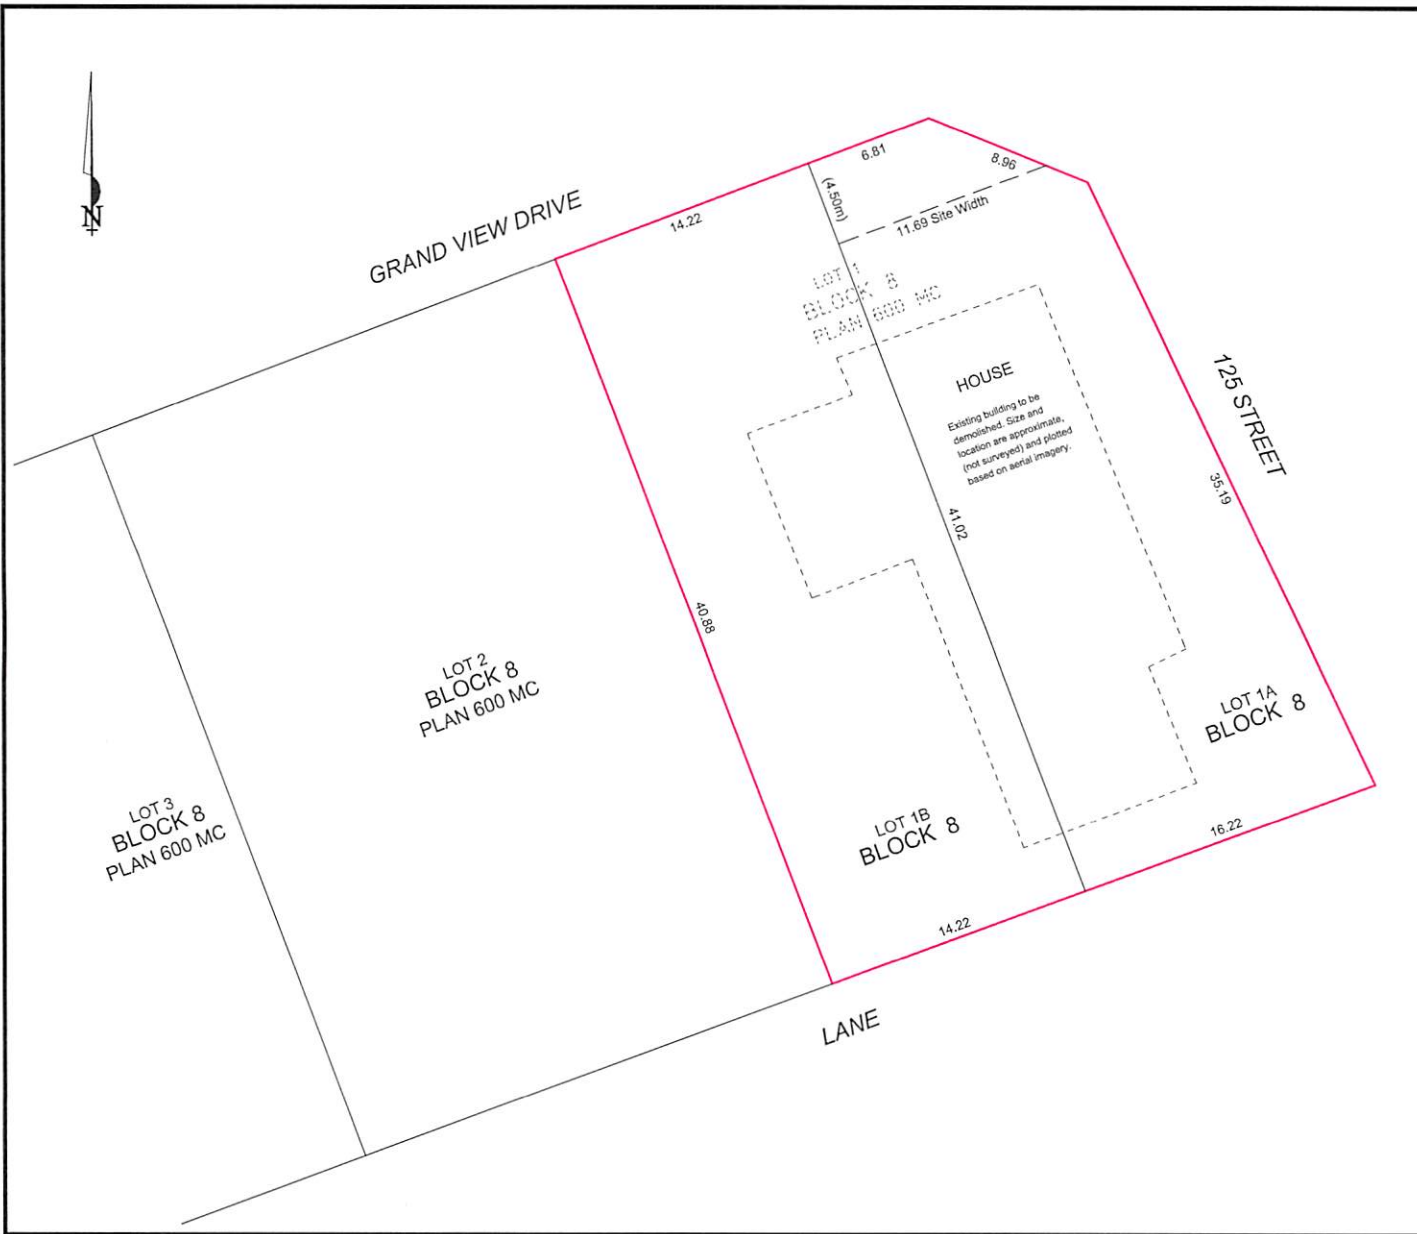 N
GRAND VIEW DRIVE
14.22
6.81
8.96
(4.50m)
11.69 Site Width
LOT 1
BLOCK 8
PLAN 600 MC
HOUSE
Existing building to be
demolished. Size and
location are approximate,
(not surveyed) and plotted
based on aerial imagery.
125 STREET
35.19
41.02
40.88
LOT 2
BLOCK 8
PLAN 600 MC
LOT 1A
BLOCK 8
LOT 3
BLOCK 8
PLAN 600 MC
LOT 1B
BLOCK 8
16.22
14.22
LANE